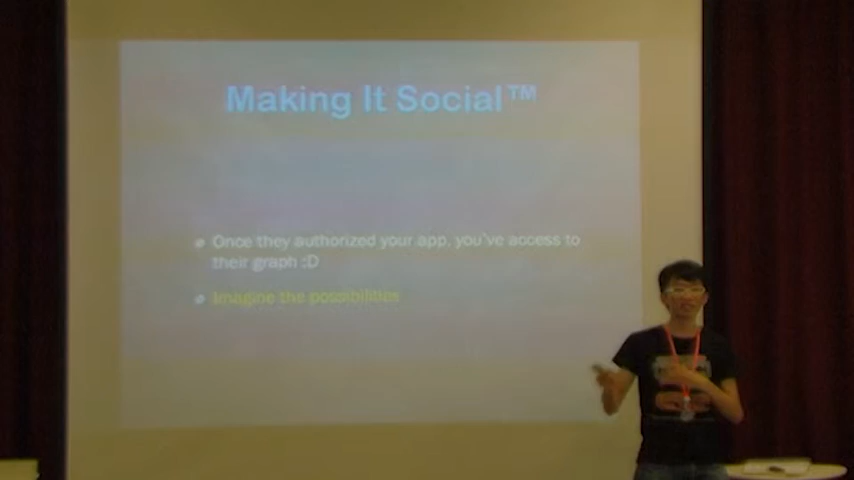 Making It Social™
Once they authorized your app, you've access to
their graph :D
Imagine the possibilities